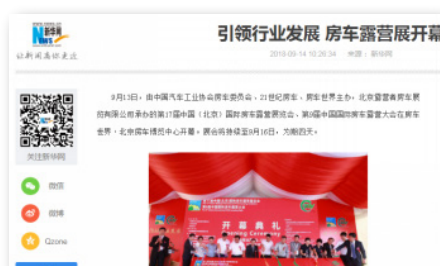 新华网
NEWS
让新闻离你更近
引领行业发展 房车露营展开幕
2018-09-14 10:26:34 来源：新华网
9月13日，由中国汽车工业协会房车委员会、21世纪房车、房车世界主办，北京露营者房车展
览有限公司承办的第17届中国（北京）国际房车露营展览会、第9届中国国际房车露营大会在房车
世界·北京房车博览中心开幕。展会将持续至9月16日，为期四天。
关注新华网
微信
微博
Qzone
开幕典礼
Opening Ceremony